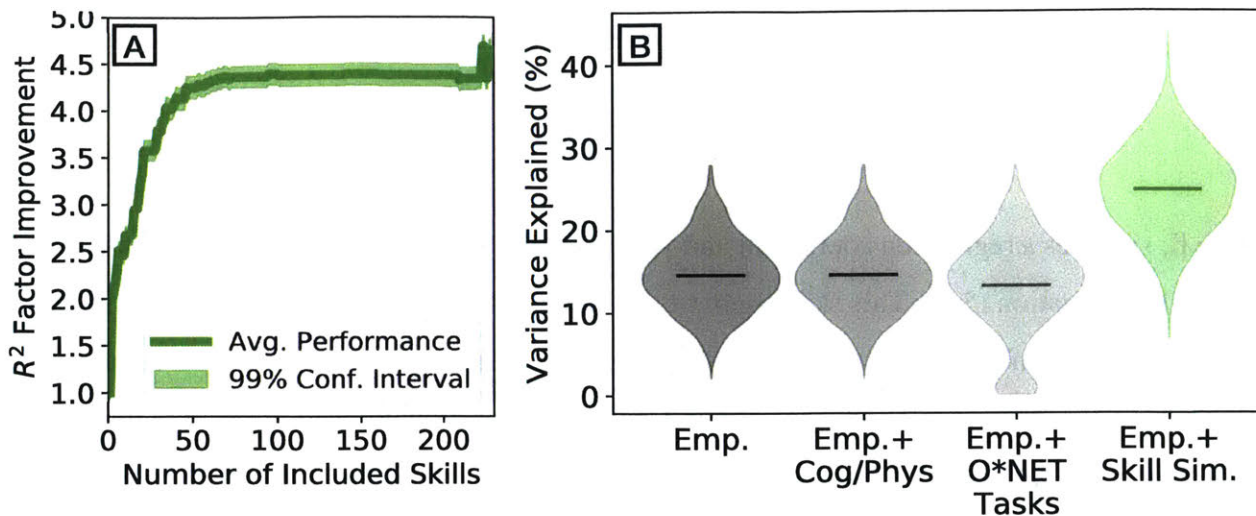 A
5.0
4.5
4.0
3.5
3.0
2.5
2.0
1.5
1.0
R² Factor Improvement
Avg. Performance
99% Conf. Interval
0 50 100 150 200
Number of Included Skills
B
40
30
20
10
0
Variance Explained (%)
Emp. Emp.+ Emp.+ Emp.+
Cog/Phys O*NET Skill Sim.
Tasks